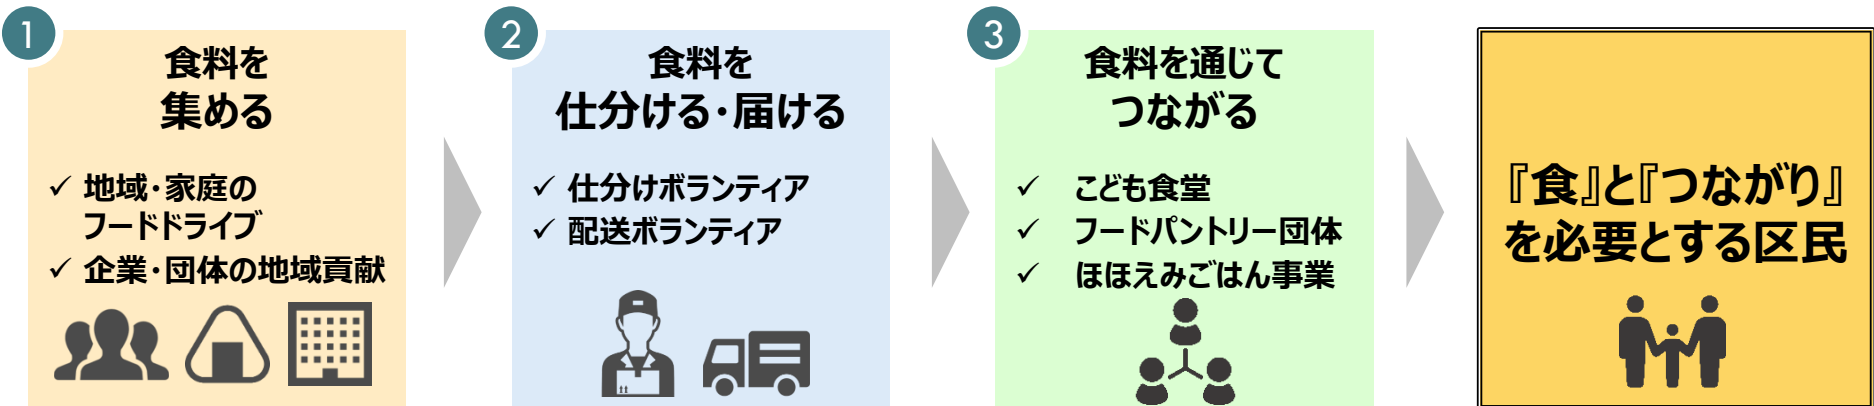 1
食料を
集める
✓ 地域・家庭の
フードドライブ
✓ 企業・団体の地域貢献
2
食料を
仕分ける・届ける
✓ 仕分けボランティア
✓ 配送ボランティア
3
食料を通じて
つながる
✓ こども食堂
✓ フードパントリー団体
✓ ほほえみごはん事業
『食』と『つながり』
を必要とする区民